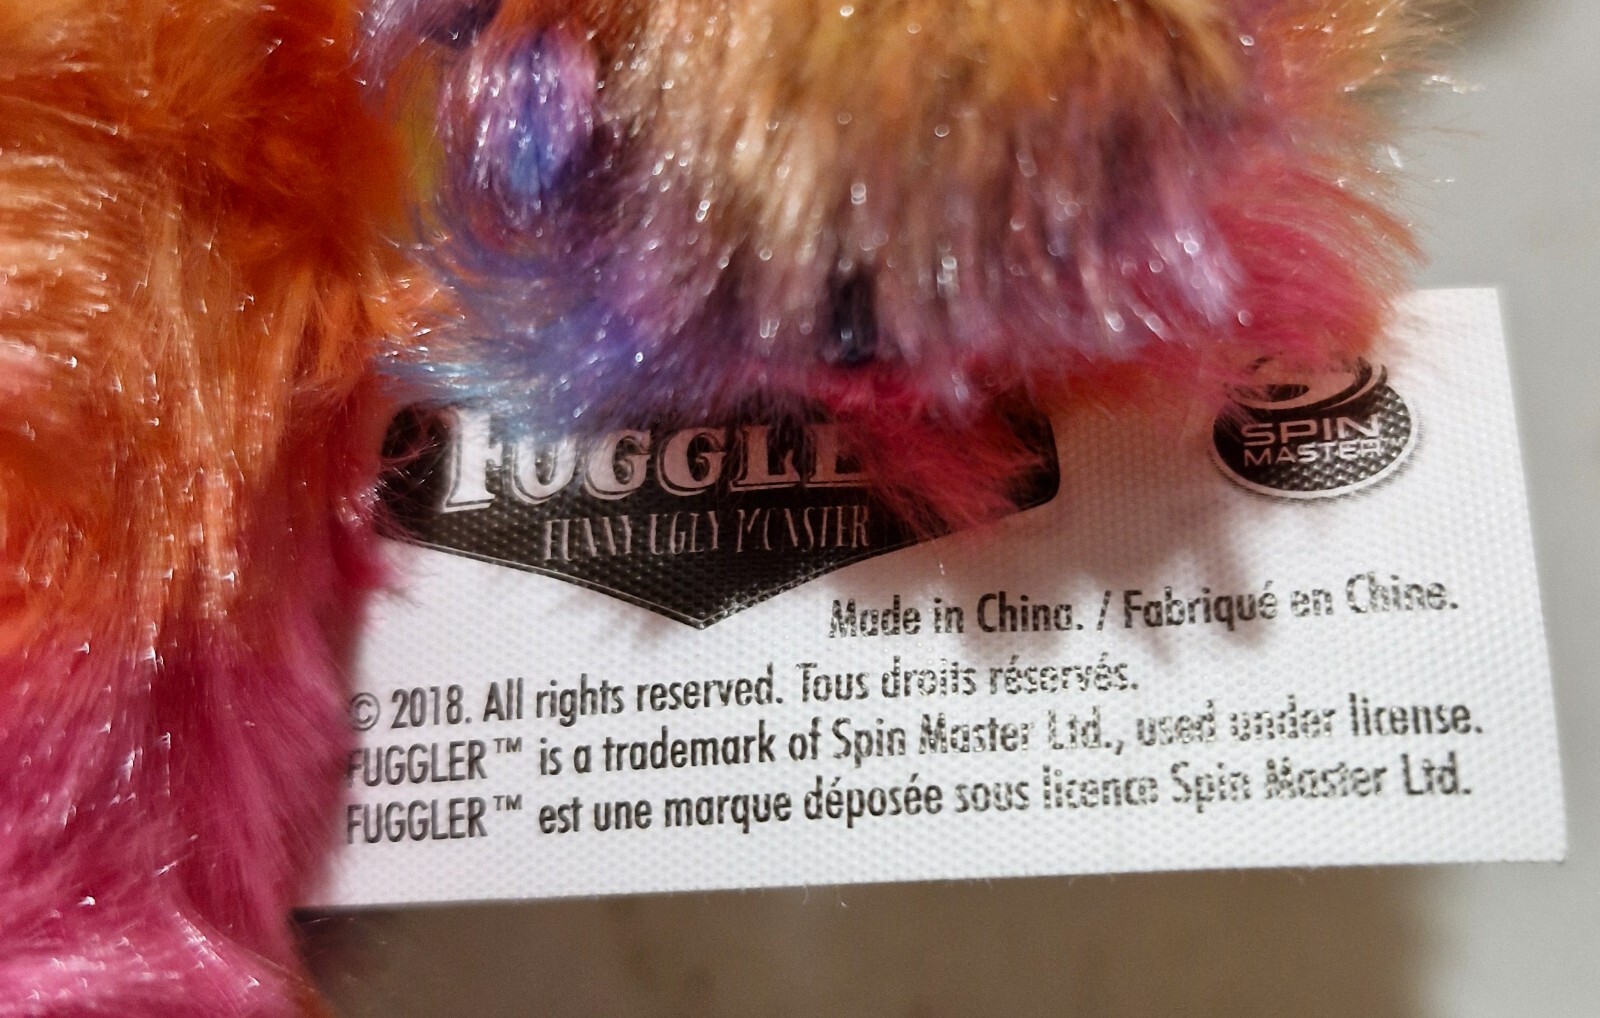 FUGGLE
FUNNY UGLY MONSTER
SPIN
MASTER™
Made in China. / Fabriqué en Chine.
© 2018. All rights reserved. Tous droits réservés.
FUGGLER™ is a trademark of Spin Master Ltd., used under license.
FUGGLER™ est une marque déposée sous licence Spin Master Ltd.